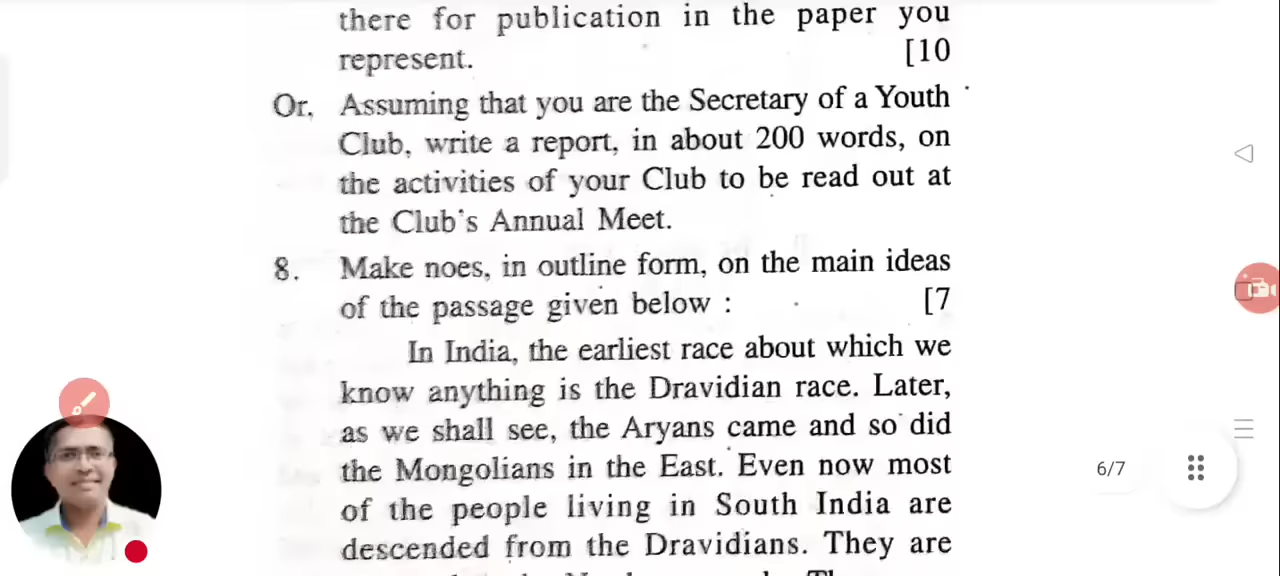 there for publication in the paper you
represent. [10
Or, Assuming that you are the Secretary of a Youth
Club, write a report, in about 200 words, on
the activities of your Club to be read out at
the Club's Annual Meet.
8. Make noes, in outline form, on the main ideas
of the passage given below : [7
In India, the earliest race about which we
know anything is the Dravidian race. Later,
as we shall see, the Aryans came and so did
the Mongolians in the East. Even now most
of the people living in South India are
descended from the Dravidians. They are
6/7